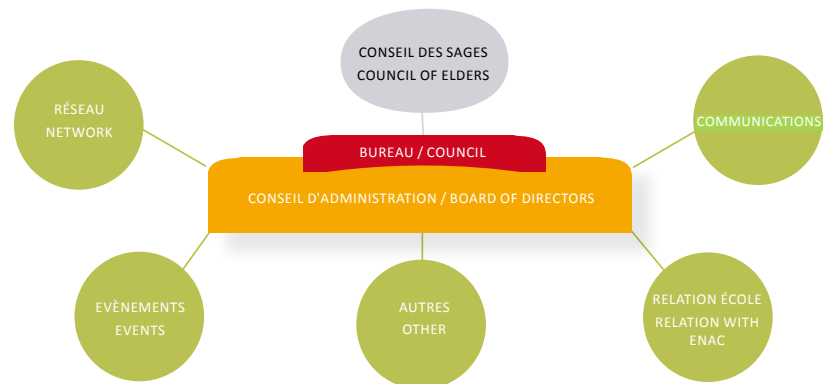 CONSEIL DES SAGES
COUNCIL OF ELDERS
RÉSEAU
NETWORK
COMMUNICATIONS
BUREAU / COUNCIL
CONSEIL D'ADMINISTRATION / BOARD OF DIRECTORS
EVÈNEMENTS
EVENTS
AUTRES
OTHER
RELATION ÉCOLE
RELATION WITH
ENAC